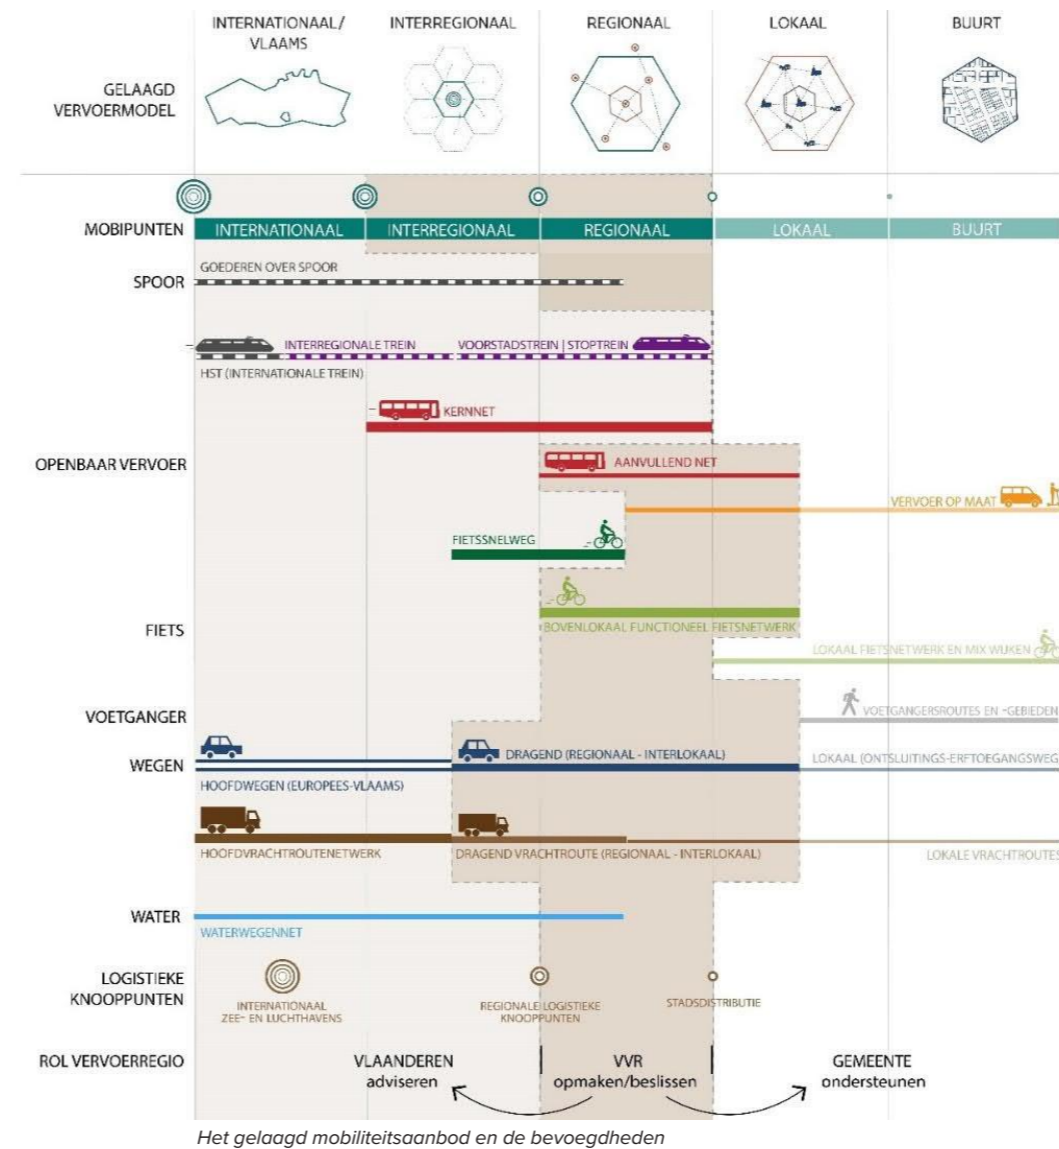 INTERNATIONAAL/
VLAAMS
INTERREGIONAAL
REGIONAAL
LOKAAL
BUURT
GELAAGD
VERVOERMODEL
MOBIPUNTEN
INTERNATIONAAL
INTERREGIONAAL
REGIONAAL
LOKAAL
BUURT
SPOOR
GOEDEREN OVER SPOOR
INTERREGIONALE TREIN
VOORSTADSTREIN | STOPTREIN
HST (INTERNATIONALE TREIN)
KERNNET
OPENBAAR VERVOER
AANVULLEND NET
VERVOER OP MAAT
FIETSSNELWEG
FIETS
BOVENLOKAAL FUNCTIONEEL FIETSNETWERK
LOKAAL FIETSNETWERK EN MIX WIJKEN
VOETGANGER
VOETGANGERSROUTES EN -GEBIEDEN
WEGEN
DRAGEND (REGIONAAL - INTERLOKAAL)
LOKAAL (ONTSLUITINGS-ERFTOEGANGSWEG
HOOFDWEGEN (EUROPEES-VLAAMS)
HOOFDVRACHTROUTENETWERK
DRAGEND VRACHTROUTE (REGIONAAL - INTERLOKAAL)
LOKALE VRACHTROUTES
WATER
WATERWEGENNET
LOGISTIEKE
KNOOPPUNTEN
INTERNATIONAAL
ZEE- EN LUCHTHAVENS
REGIONALE LOGISTIEKE
KNOOPPUNTEN
STADSDISTRIBUTIE
ROL VERVOERREGIO
VLAANDEREN
adviseren
VVR
opmaken/beslissen
GEMEENTE
ondersteunen
Het gelaagd mobiliteitsaanbod en de bevoegdheden